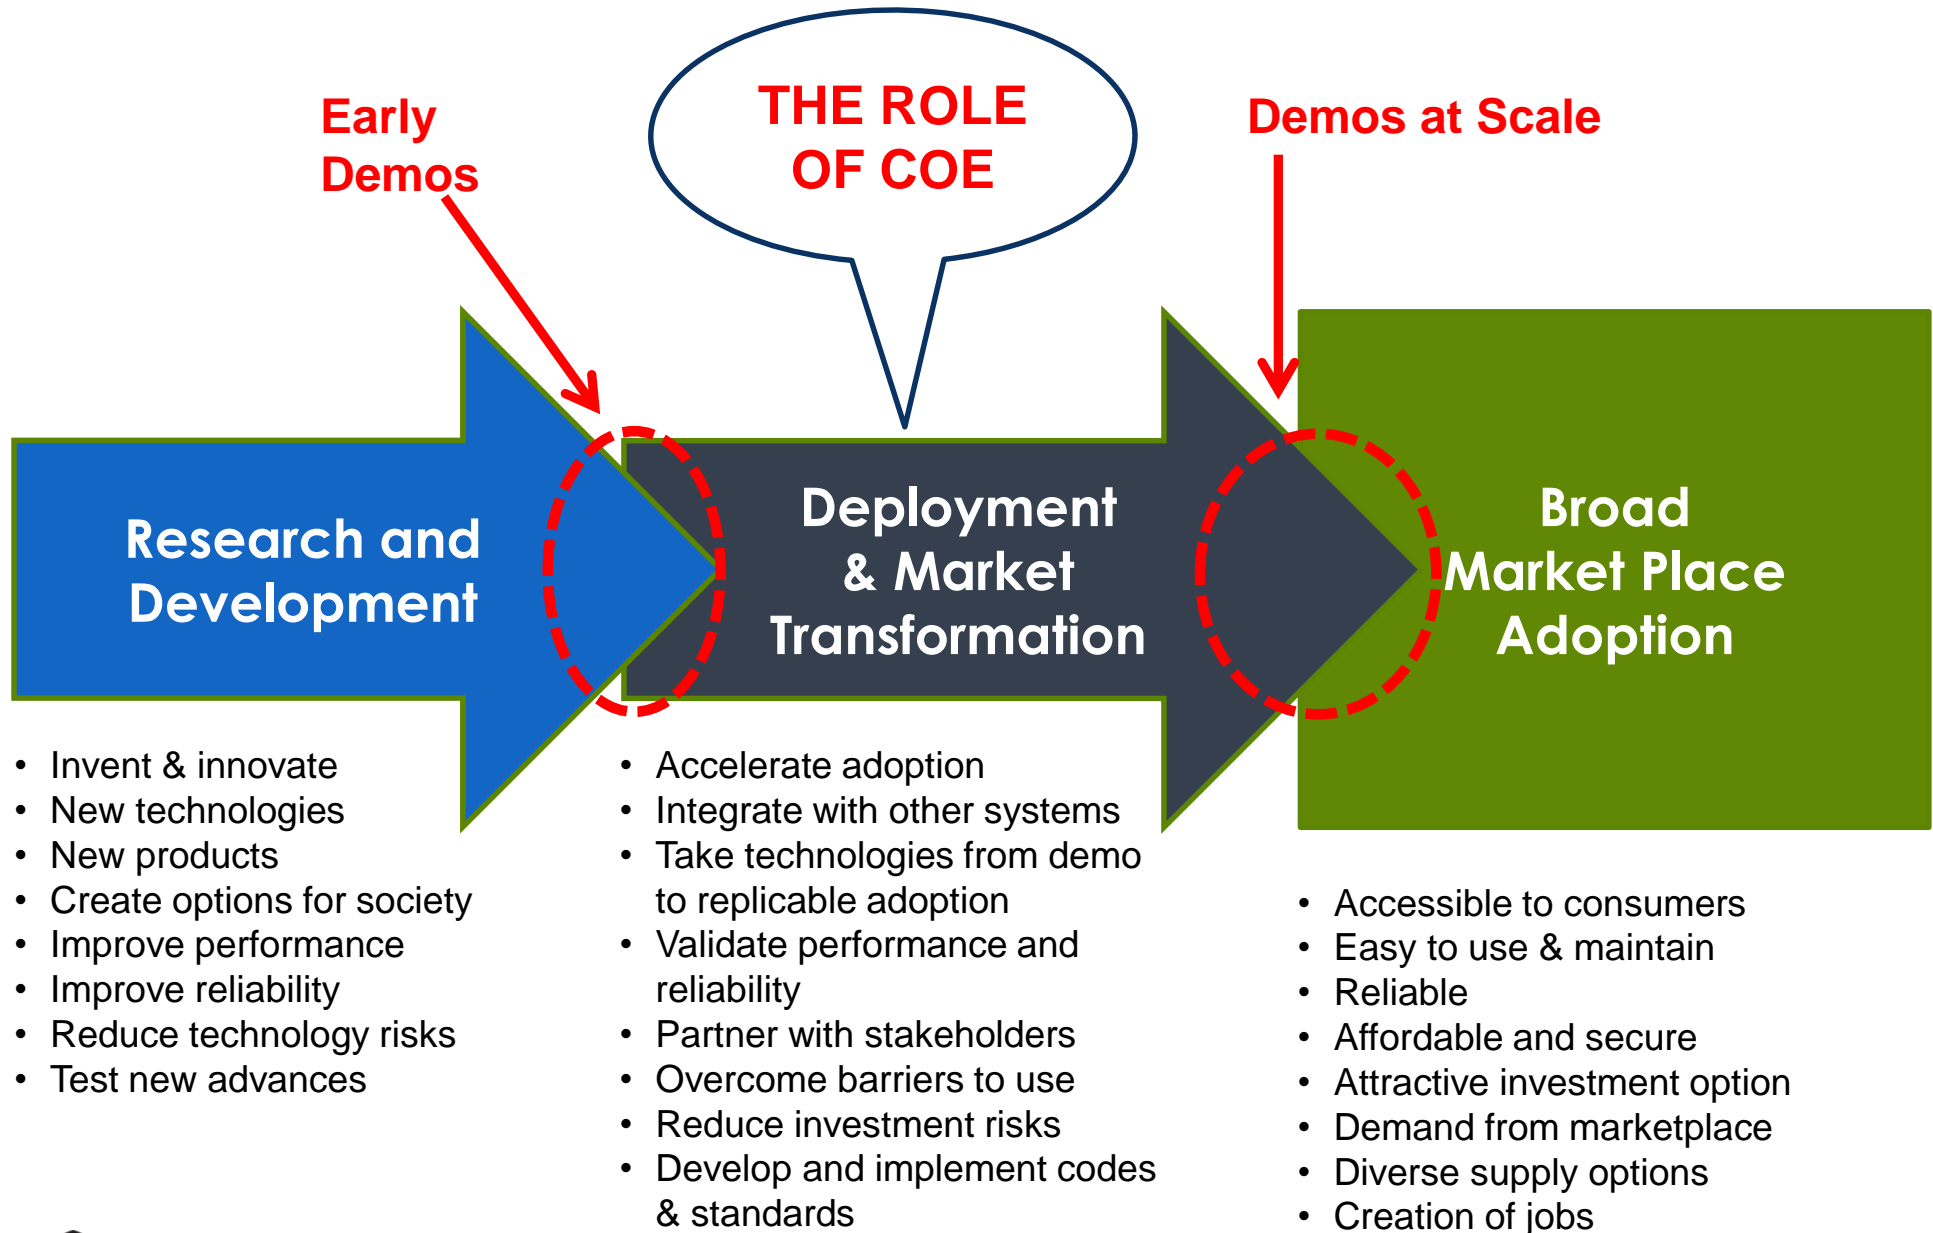 Early
Demos
THE ROLE
OF COE
Demos at Scale
Research and
Development
Deployment
& Market
Transformation
Broad
Market Place
Adoption
• Invent & innovate
• New technologies
• New products
• Create options for society
• Improve performance
• Improve reliability
• Reduce technology risks
• Test new advances
• Accelerate adoption
• Integrate with other systems
• Take technologies from demo
to replicable adoption
• Validate performance and
reliability
• Partner with stakeholders
• Overcome barriers to use
• Reduce investment risks
• Develop and implement codes
& standards
• Accessible to consumers
• Easy to use & maintain
• Reliable
• Affordable and secure
• Attractive investment option
• Demand from marketplace
• Diverse supply options
• Creation of jobs